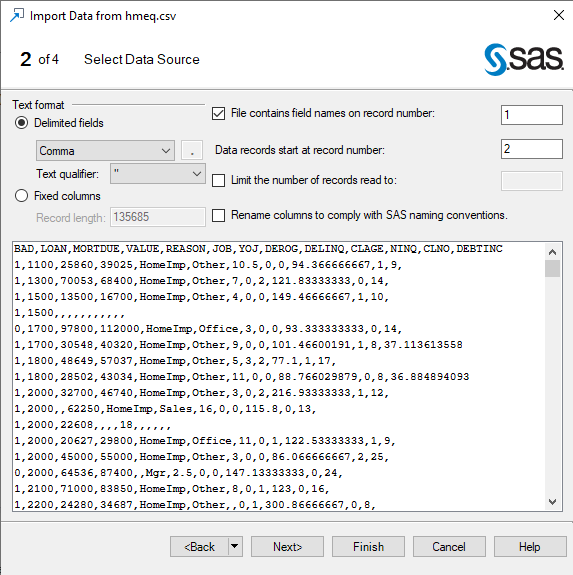 Import Data from hmeq.csv
2 of 4 Select Data Source
sas.
Text format
Delimited fields
Comma .
Text qualifier: "
Fixed columns
Record length: 135685
File contains field names on record number: 1
Data records start at record number: 2
Limit the number of records read to:
Rename columns to comply with SAS naming conventions.
BAD,LOAN,MORTDUE,VALUE,REASON,JOB,YOJ,DEROG,DELINQ,CLAGE,NINQ,CLNO,DEBTINC
1,1100,25860,39025,HomeImp,Other,10.5,0,0,94.366666667,1,9,
1,1300,70053,68400,HomeImp,Other,7,0,2,121.83333333,0,14,
1,1500,13500,16700,HomeImp,Other,4,0,0,149.46666667,1,10,
1,1500,,,,,,,,,,,
0,1700,97800,112000,HomeImp,Office,3,0,0,93.333333333,0,14,
1,1700,30548,40320,HomeImp,Other,9,0,0,101.46600191,1,8,37.113613558
1,1800,48649,57037,HomeImp,Other,5,3,2,77.1,1,17,
1,1800,28502,43034,HomeImp,Other,11,0,0,88.766029879,0,8,36.884894093
1,2000,32700,46740,HomeImp,Other,3,0,2,216.93333333,1,12,
1,2000,,62250,HomeImp,Sales,16,0,0,115.8,0,13,
1,2000,22608,,,,18,,,,,,
1,2000,20627,29800,HomeImp,Office,11,0,1,122.53333333,1,9,
1,2000,45000,55000,HomeImp,Other,3,0,0,86.066666667,2,25,
0,2000,64536,87400,,Mgr,2.5,0,0,147.13333333,0,24,
1,2100,71000,83850,HomeImp,Other,8,0,1,123,0,16,
1,2200,24280,34687,HomeImp,Other,,0,1,300.86666667,0,8,
<Back Next> Finish Cancel Help